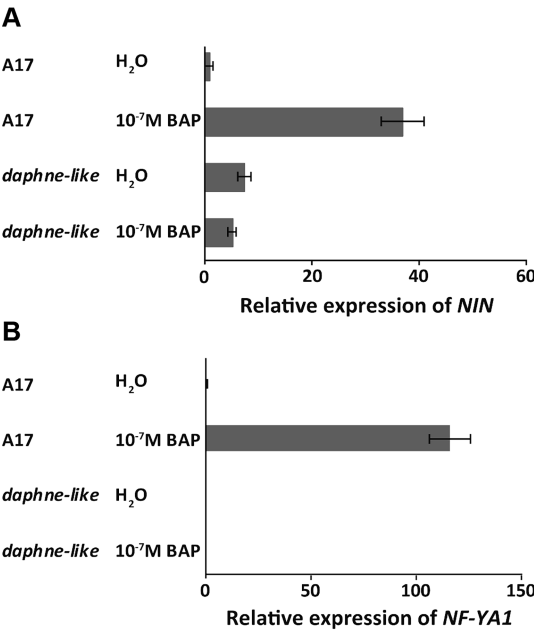 A
A17 H₂O
A17 10⁻⁷M BAP
daphne-like H₂O
daphne-like 10⁻⁷M BAP
0 20 40 60
Relative expression of NIN
B
A17 H₂O
A17 10⁻⁷M BAP
daphne-like H₂O
daphne-like 10⁻⁷M BAP
0 50 100 150
Relative expression of NF-YA1